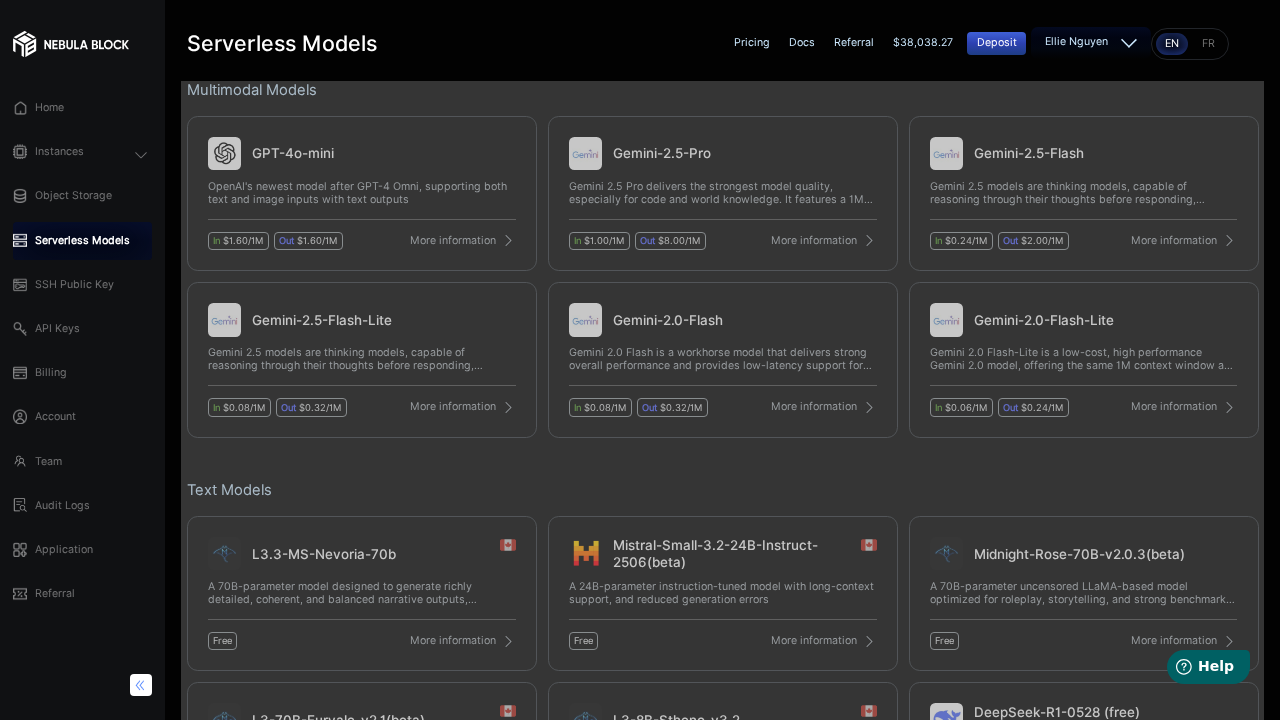 NEBULA BLOCK
Serverless Models
Pricing
Docs
Referral
$38,038.27
Deposit
Ellie Nguyen
EN
FR
Home
Instances
Object Storage
Serverless Models
SSH Public Key
API Keys
Billing
Account
Team
Audit Logs
Application
Referral
Multimodal Models
GPT-4o-mini
OpenAI's newest model after GPT-4 Omni, supporting both
text and image inputs with text outputs
In $1.60/1M
Out $1.60/1M
More information
Gemini
Gemini-2.5-Pro
Gemini 2.5 Pro delivers the strongest model quality,
especially for code and world knowledge. It features a 1M...
In $1.00/1M
Out $8.00/1M
More information
Gemini
Gemini-2.5-Flash
Gemini 2.5 models are thinking models, capable of
reasoning through their thoughts before responding,...
In $0.24/1M
Out $2.00/1M
More information
Gemini
Gemini-2.5-Flash-Lite
Gemini 2.5 models are thinking models, capable of
reasoning through their thoughts before responding,...
In $0.08/1M
Out $0.32/1M
More information
Gemini
Gemini-2.0-Flash
Gemini 2.0 Flash is a workhorse model that delivers strong
overall performance and provides low-latency support for...
In $0.08/1M
Out $0.32/1M
More information
Gemini
Gemini-2.0-Flash-Lite
Gemini 2.0 Flash-Lite is a low-cost, high performance
Gemini 2.0 model, offering the same 1M context window a...
In $0.06/1M
Out $0.24/1M
More information
Text Models
L3.3-MS-Nevoria-70b
A 70B-parameter model designed to generate richly
detailed, coherent, and balanced narrative outputs,...
Free
More information
Mistral-Small-3.2-24B-Instruct-
2506(beta)
A 24B-parameter instruction-tuned model with long-context
support, and reduced generation errors
Free
More information
Midnight-Rose-70B-v2.0.3(beta)
A 70B-parameter uncensored LLaMA-based model
optimized for roleplay, storytelling, and strong benchmark...
Free
More information
L3-70B-Euryale-v2.1(beta)
L3-8B-Stheno-v3.2
DeepSeek-R1-0528 (free)
Help